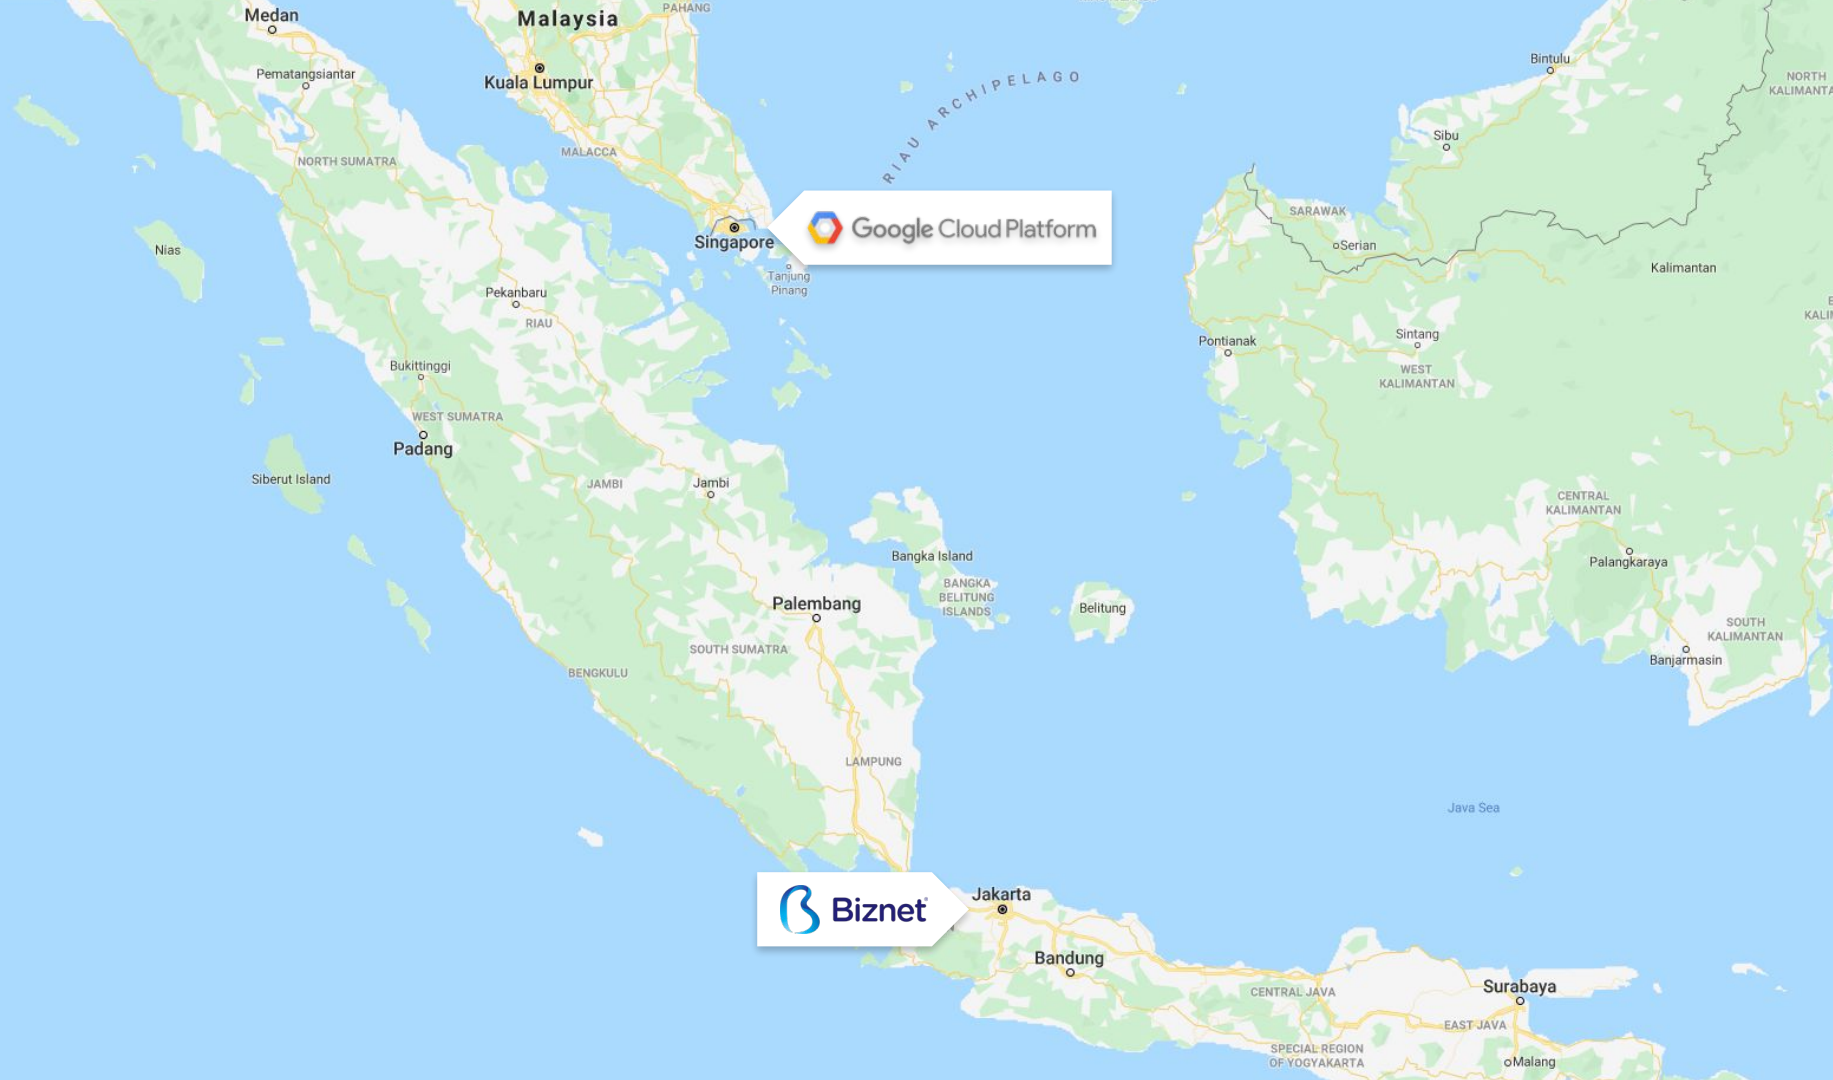 Medan
Malaysia
PAHANG
Bintulu
Pematangsiantar
Kuala Lumpur
RIAU ARCHIPELAGO
NORTH
Sibu
MALACCA
NORTH SUMATRA
Google Cloud Platform
SARAWAK
Singapore
Serian
Nias
Kalimantan
Tanjung
Pinang
Pekanbaru
RIAU
Sintang
Pontianak
Bukittinggi
WEST
KALIMANTAN
WEST SUMATRA
Padang
Siberut Island
JAMBI
Jambi
CENTRAL
KALIMANTAN
Bangka Island
Palangkaraya
BANGKA
BELITUNG
ISLANDS
Palembang
Belitung
SOUTH
KALIMANTAN
SOUTH SUMATRA
Banjarmasin
BENGKULU
LAMPUNG
Java Sea
Jakarta
Biznet
Bandung
Surabaya
CENTRAL JAVA
EAST JAVA
SPECIAL REGION
OF YOGYAKARTA
Malang